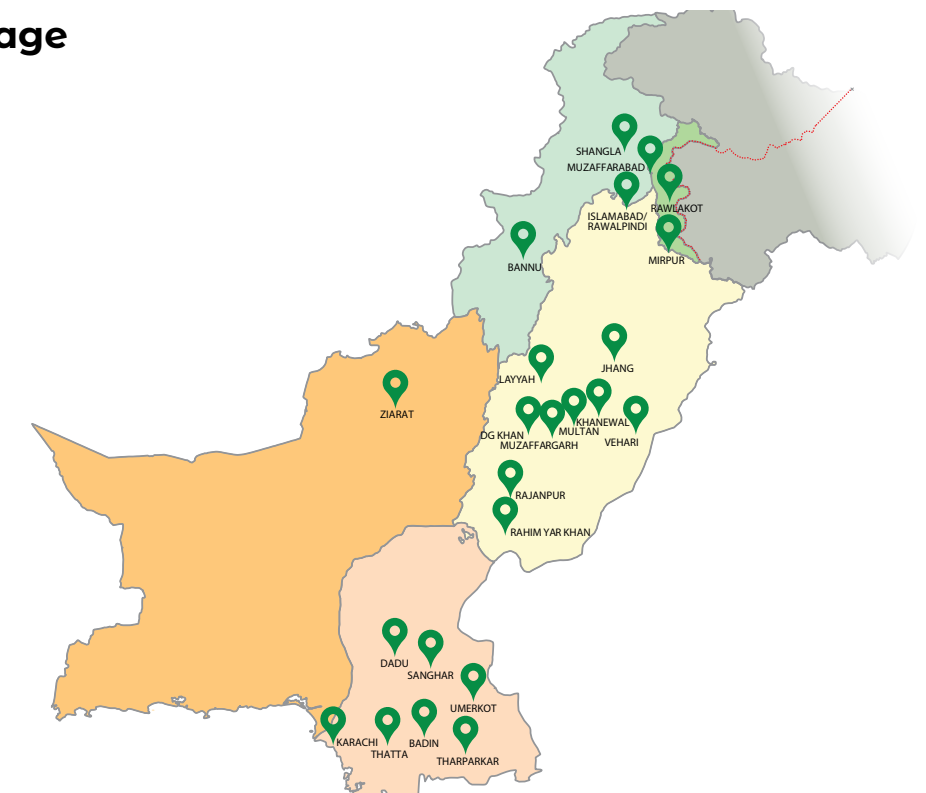 age
SHANGLA
MUZAFFARABAD
RAWLAKOT
ISLAMABAD/
RAWALPINDI
MIRPUR
BANNU
JHANG
LAYYAH
ZIARAT
KHANEWAL
MULTAN
DG KHAN
VEHARI
MUZAFFARGARH
RAJANPUR
RAHIM YAR KHAN
DADU
SANGHAR
UMERKOT
KARACHI
BADIN
THATTA
THARPARKAR